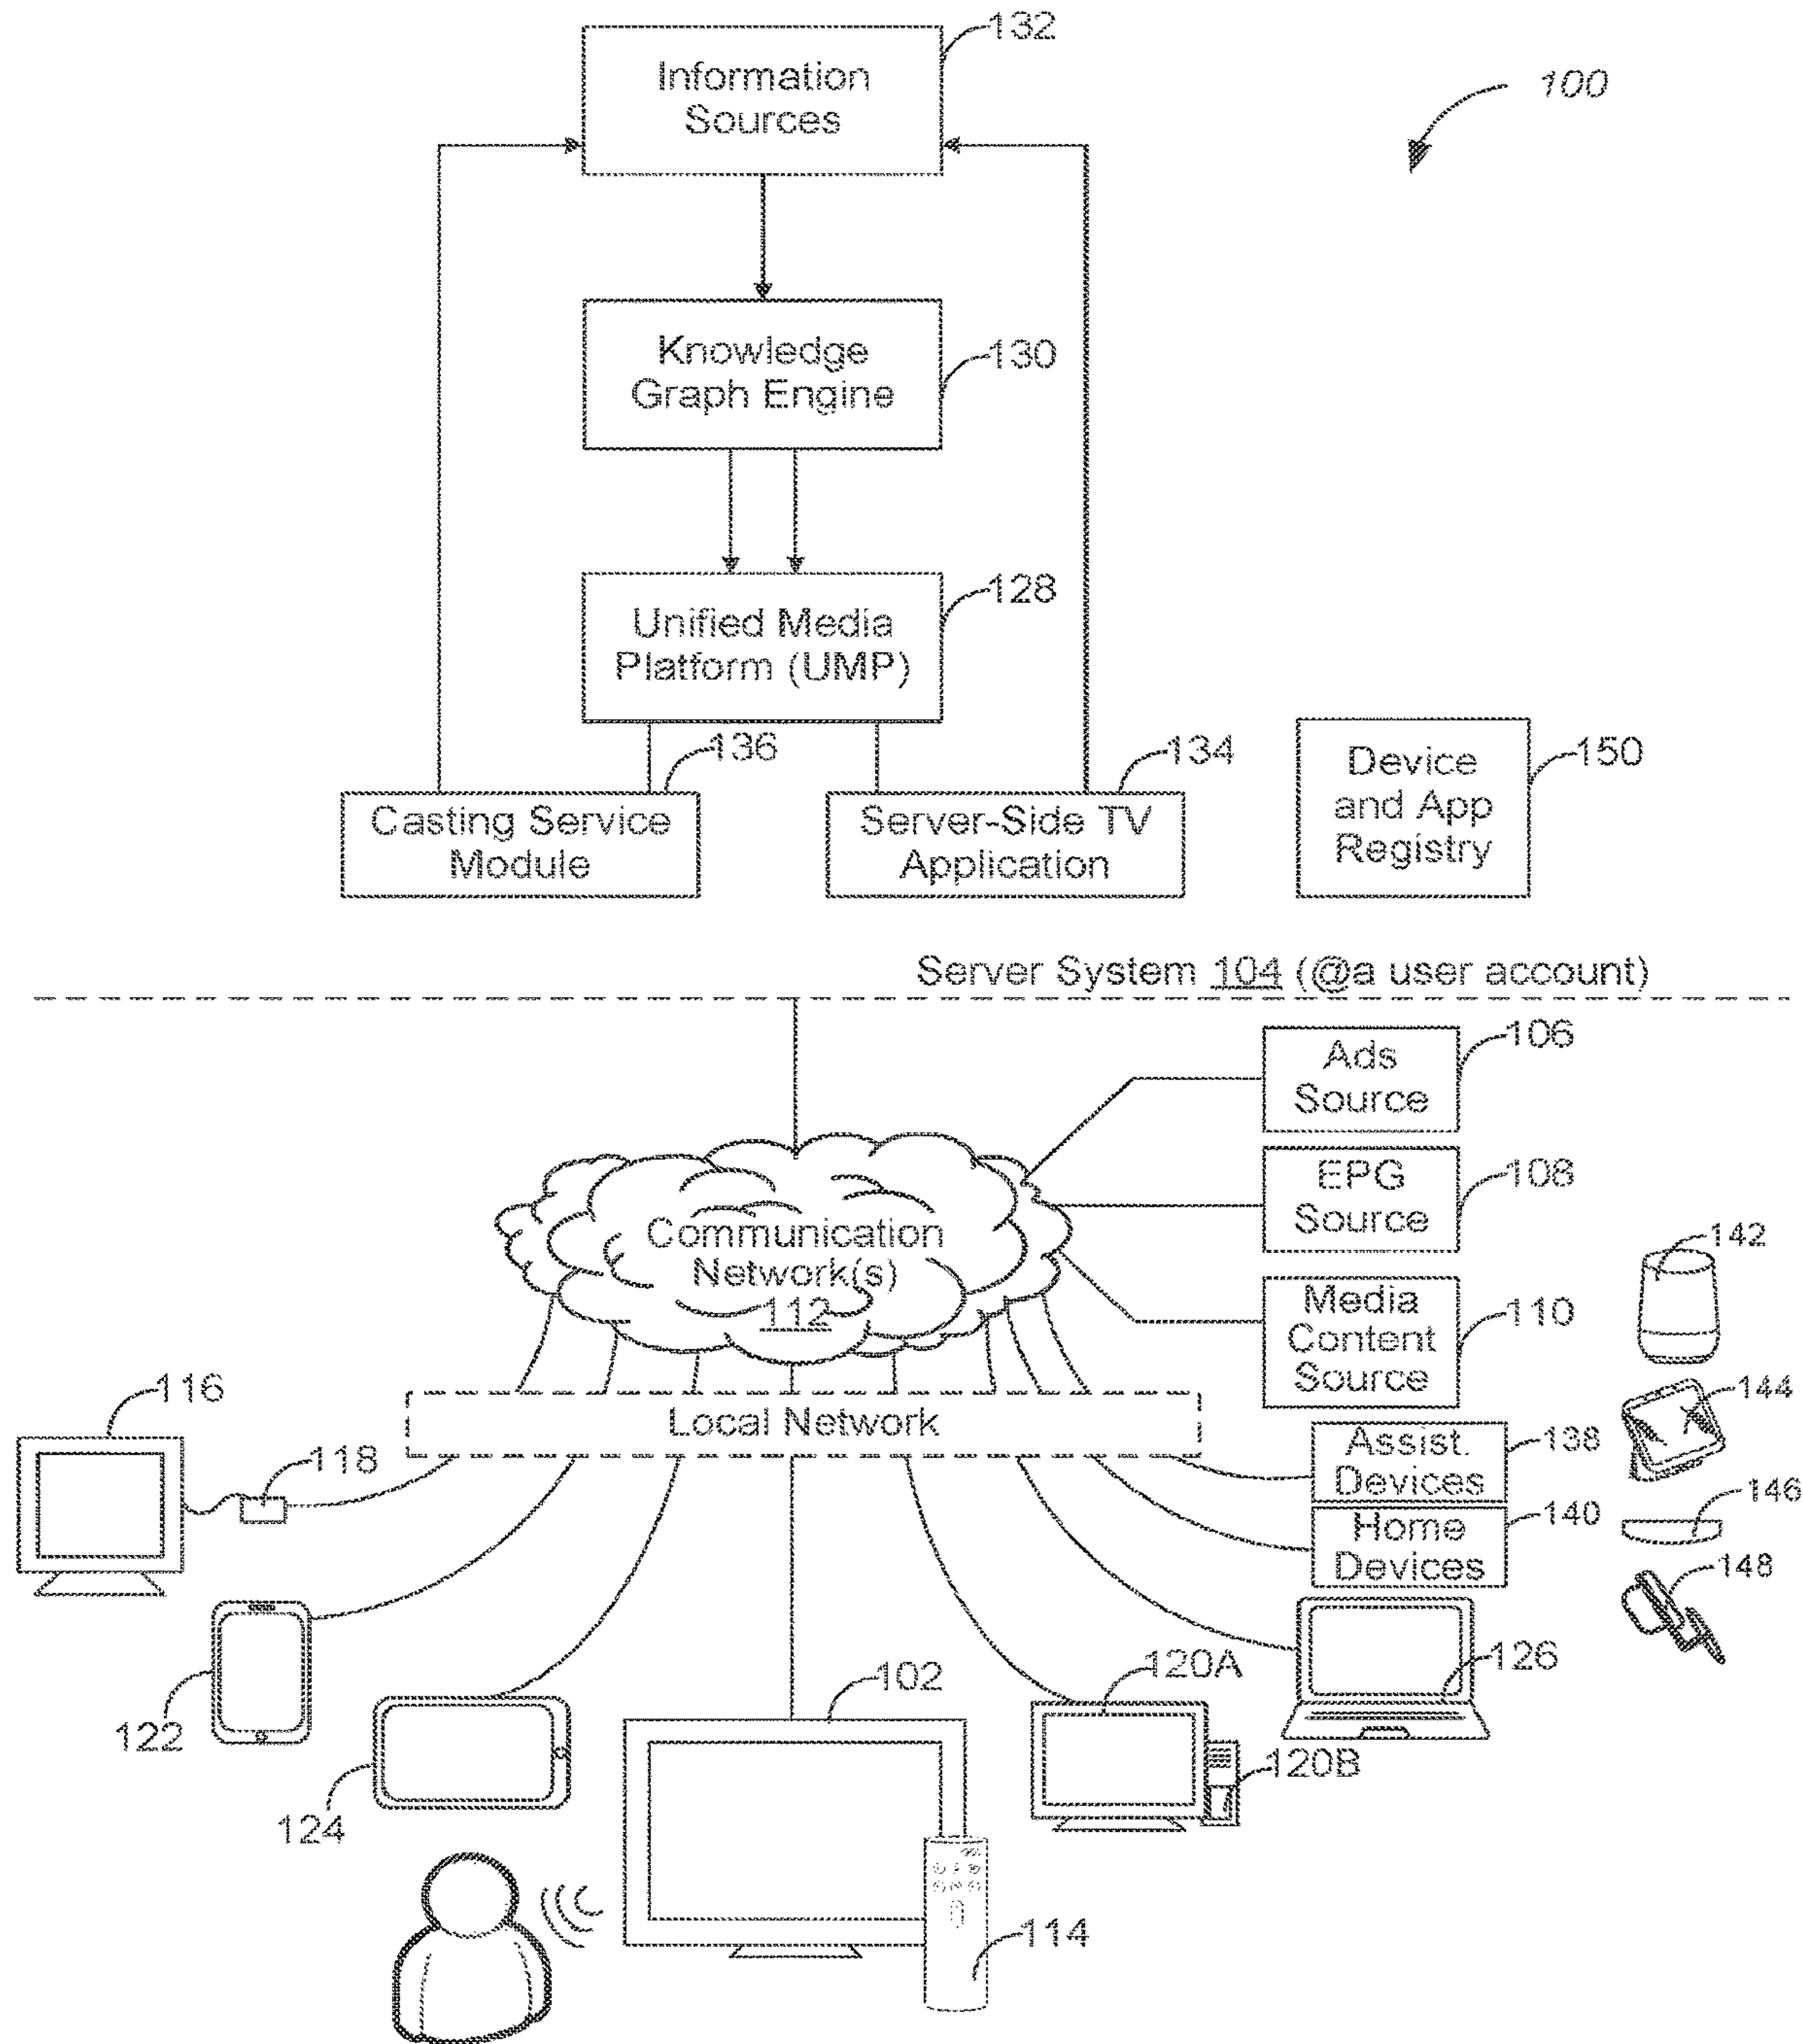 132
Information
Sources
100
Knowledge
Graph Engine
130
128
Unified Media
Platform (UMP)
136
134
Casting Service
Module
Server-Side TV
Application
Device
and App
Registry
150
Server System 104 (@a user account)
Ads
Source
106
EPG
Source
108
Communication
Network(s)
112
Media
Content
Source
110
142
116
Local Network
144
118
Assist.
Devices
138
146
Home
Devices
140
148
122
102
120A
126
124
120B
114